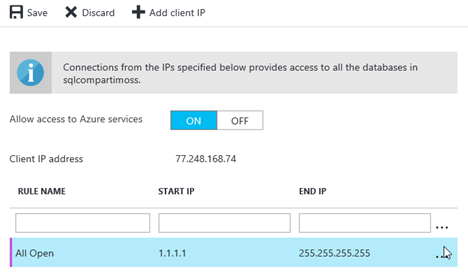 Save Discard Add client IP
Connections from the IPs specified below provides access to all the databases in
sqlcompartimoss.
Allow access to Azure services ON OFF
Client IP address 77.248.168.74
RULE NAME START IP END IP
...
All Open 1.1.1.1 255.255.255.255 ...